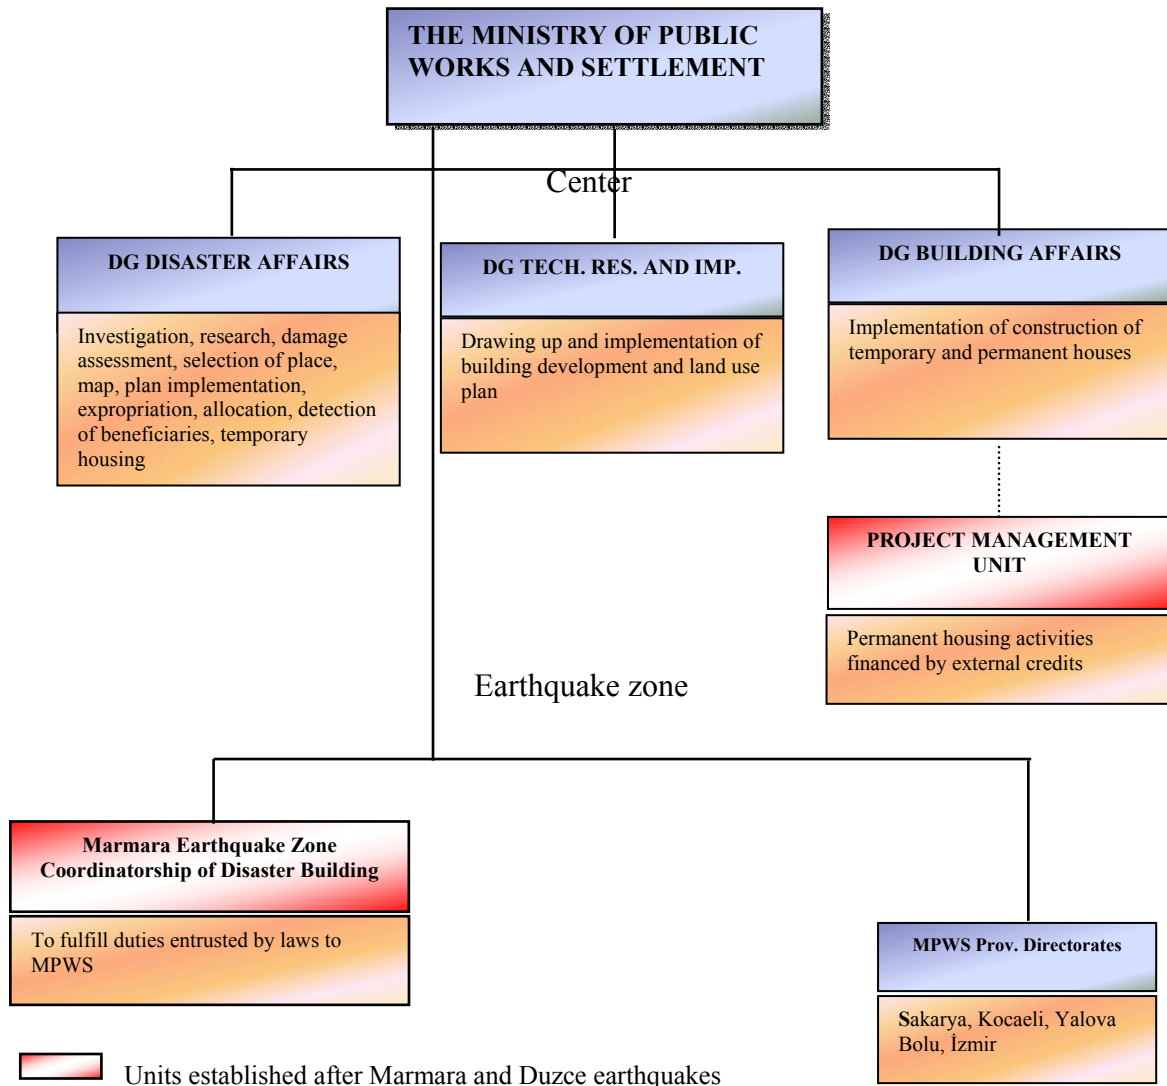 THE MINISTRY OF PUBLIC
WORKS AND SETTLEMENT
Center
DG DISASTER AFFAIRS
Investigation, research, damage
assessment, selection of place,
map, plan implementation,
expropriation, allocation, detection
of beneficiaries, temporary
housing
DG TECH. RES. AND IMP.
Drawing up and implementation of
building development and land use
plan
DG BUILDING AFFAIRS
Implementation of construction of
temporary and permanent houses
PROJECT MANAGEMENT
UNIT
Permanent housing activities
financed by external credits
Earthquake zone
Marmara Earthquake Zone
Coordinatorship of Disaster Building
To fulfill duties entrusted by laws to
MPWS
MPWS Prov. Directorates
Sakarya, Kocaeli, Yalova
Bolu, İzmir
Units established after Marmara and Duzce earthquakes